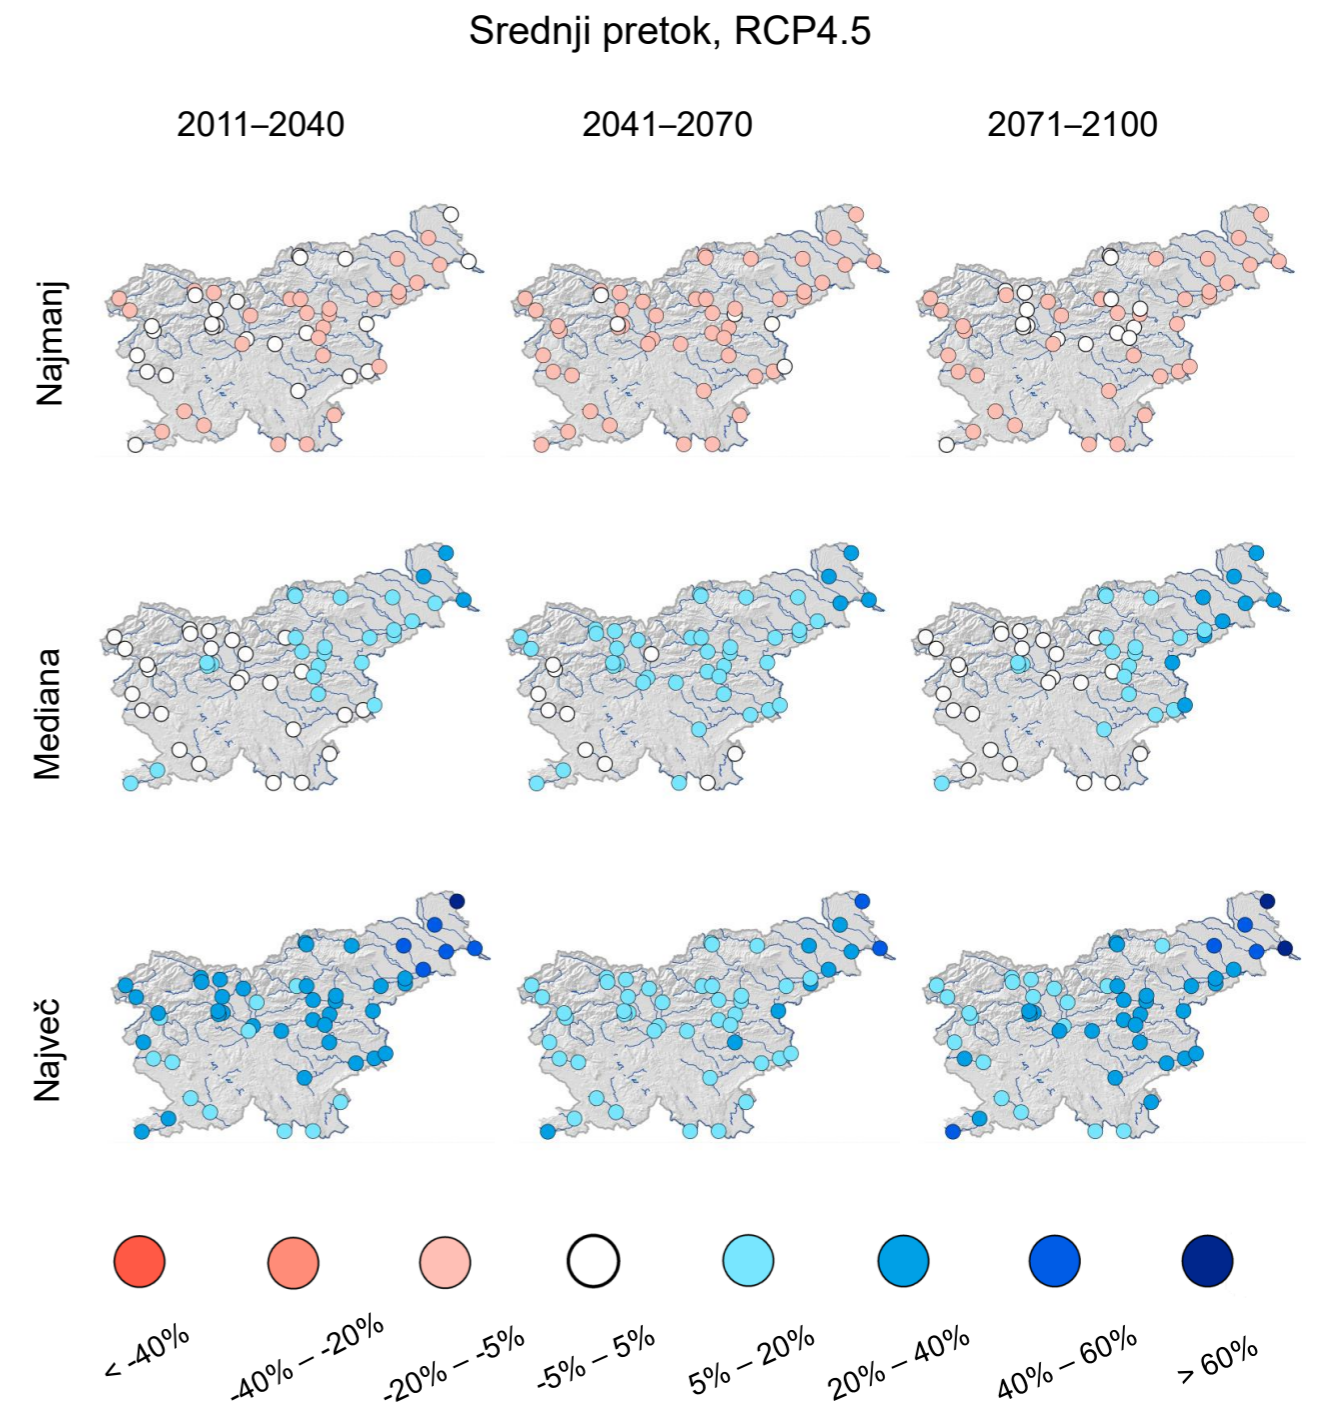 Srednji pretok, RCP4.5
2011–2040
2041–2070
2071–2100
Najmanj
Mediana
Največ
< -40%
-40% – -20%
-20% – -5%
-5% – 5%
5% – 20%
20% – 40%
40% – 60%
> 60%